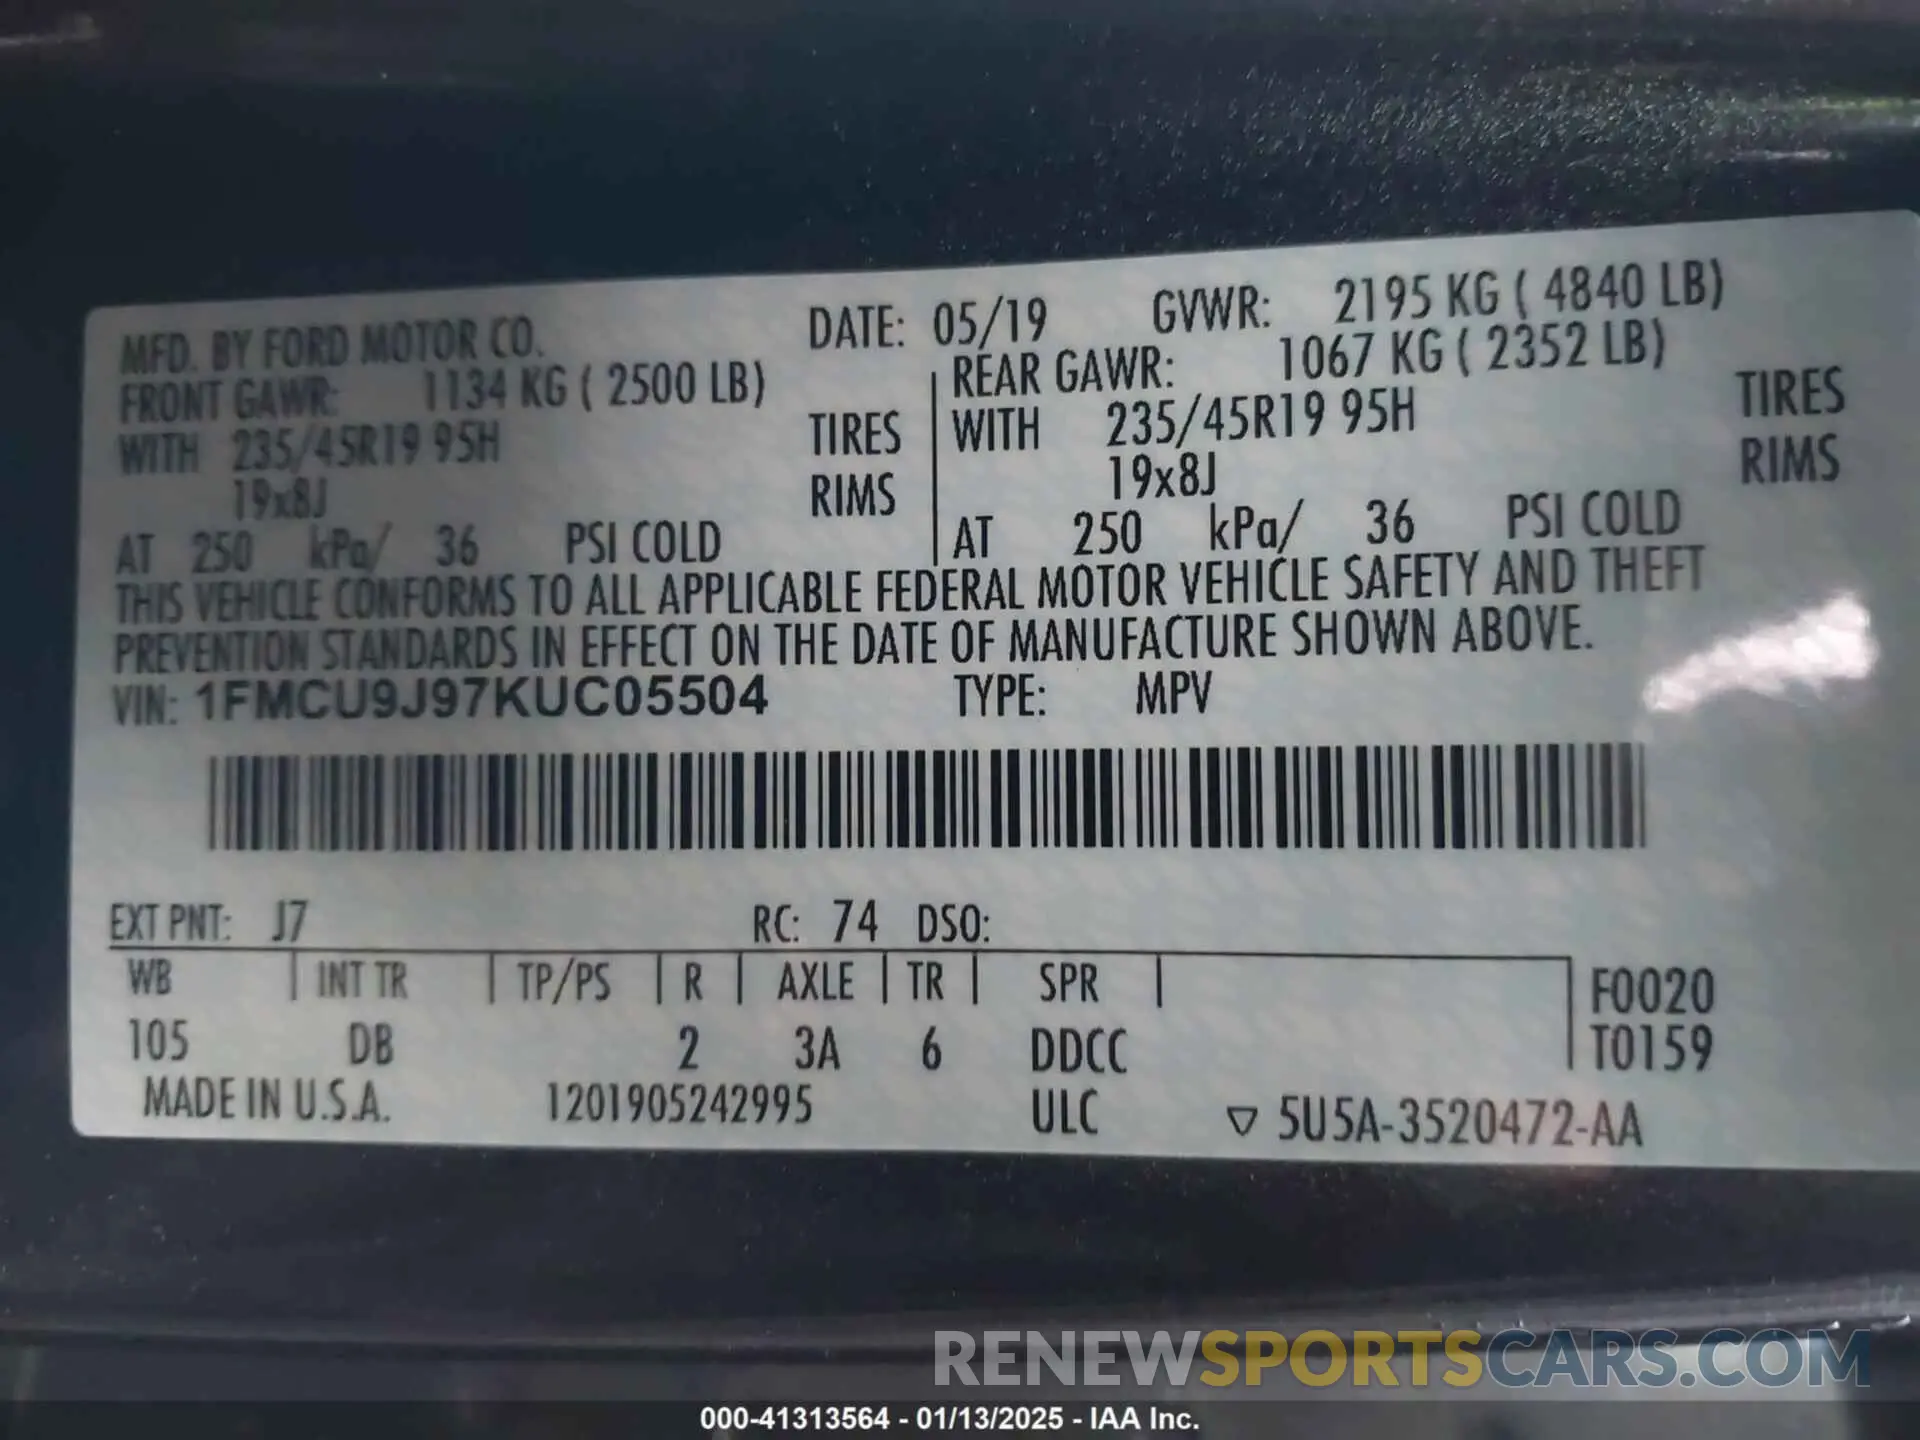 MFD. BY FORD MOTOR CO. DATE: 05/19 GVWR: 2195 KG ( 4840 LB)
FRONT GAWR: 1134 KG ( 2500 LB) REAR GAWR: 1067 KG ( 2352 LB)
WITH 235/45R19 95H TIRES WITH 235/45R19 95H TIRES
19x8J RIMS 19x8J RIMS
AT 250 kPa/ 36 PSI COLD AT 250 kPa/ 36 PSI COLD
THIS VEHICLE CONFORMS TO ALL APPLICABLE FEDERAL MOTOR VEHICLE SAFETY AND THEFT
PREVENTION STANDARDS IN EFFECT ON THE DATE OF MANUFACTURE SHOWN ABOVE.
VIN: 1FMCU9J97KUC05504 TYPE: MPV
EXT PNT: J7 RC: 74 DSO:
WB INT TR TP/PS R AXLE TR SPR F0020
105 DB 2 3A 6 DDCC T0159
MADE IN U.S.A. 1201905242995 ULC ▽ 5U5A-3520472-AA
RENEWSPORTSCARS.COM
000-41313564 - 01/13/2025 - IAA Inc.